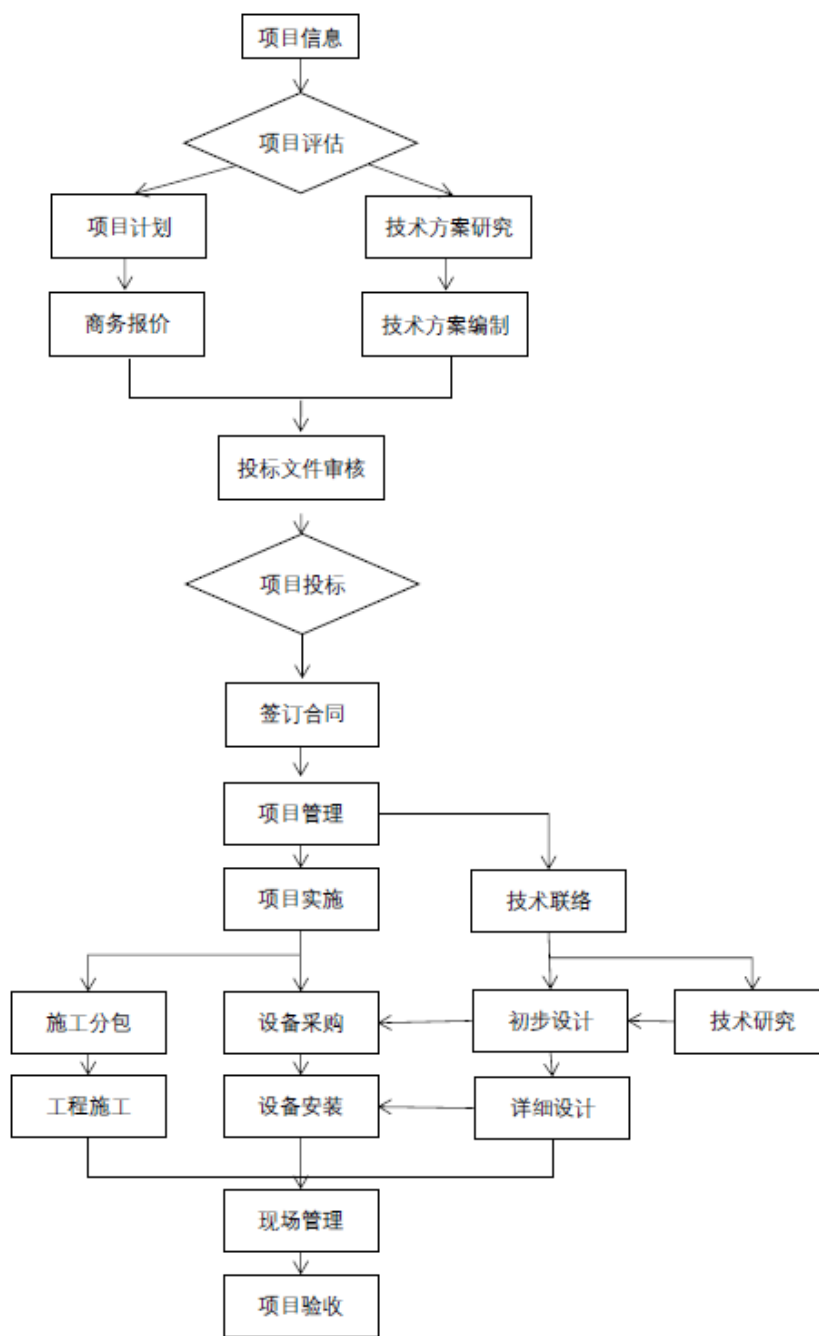 项目信息
项目评估
项目计划
技术方案研究
商务报价
技术方案编制
投标文件审核
项目投标
签订合同
项目管理
项目实施
技术联络
施工分包
设备采购
初步设计
技术研究
工程施工
设备安装
详细设计
现场管理
项目验收